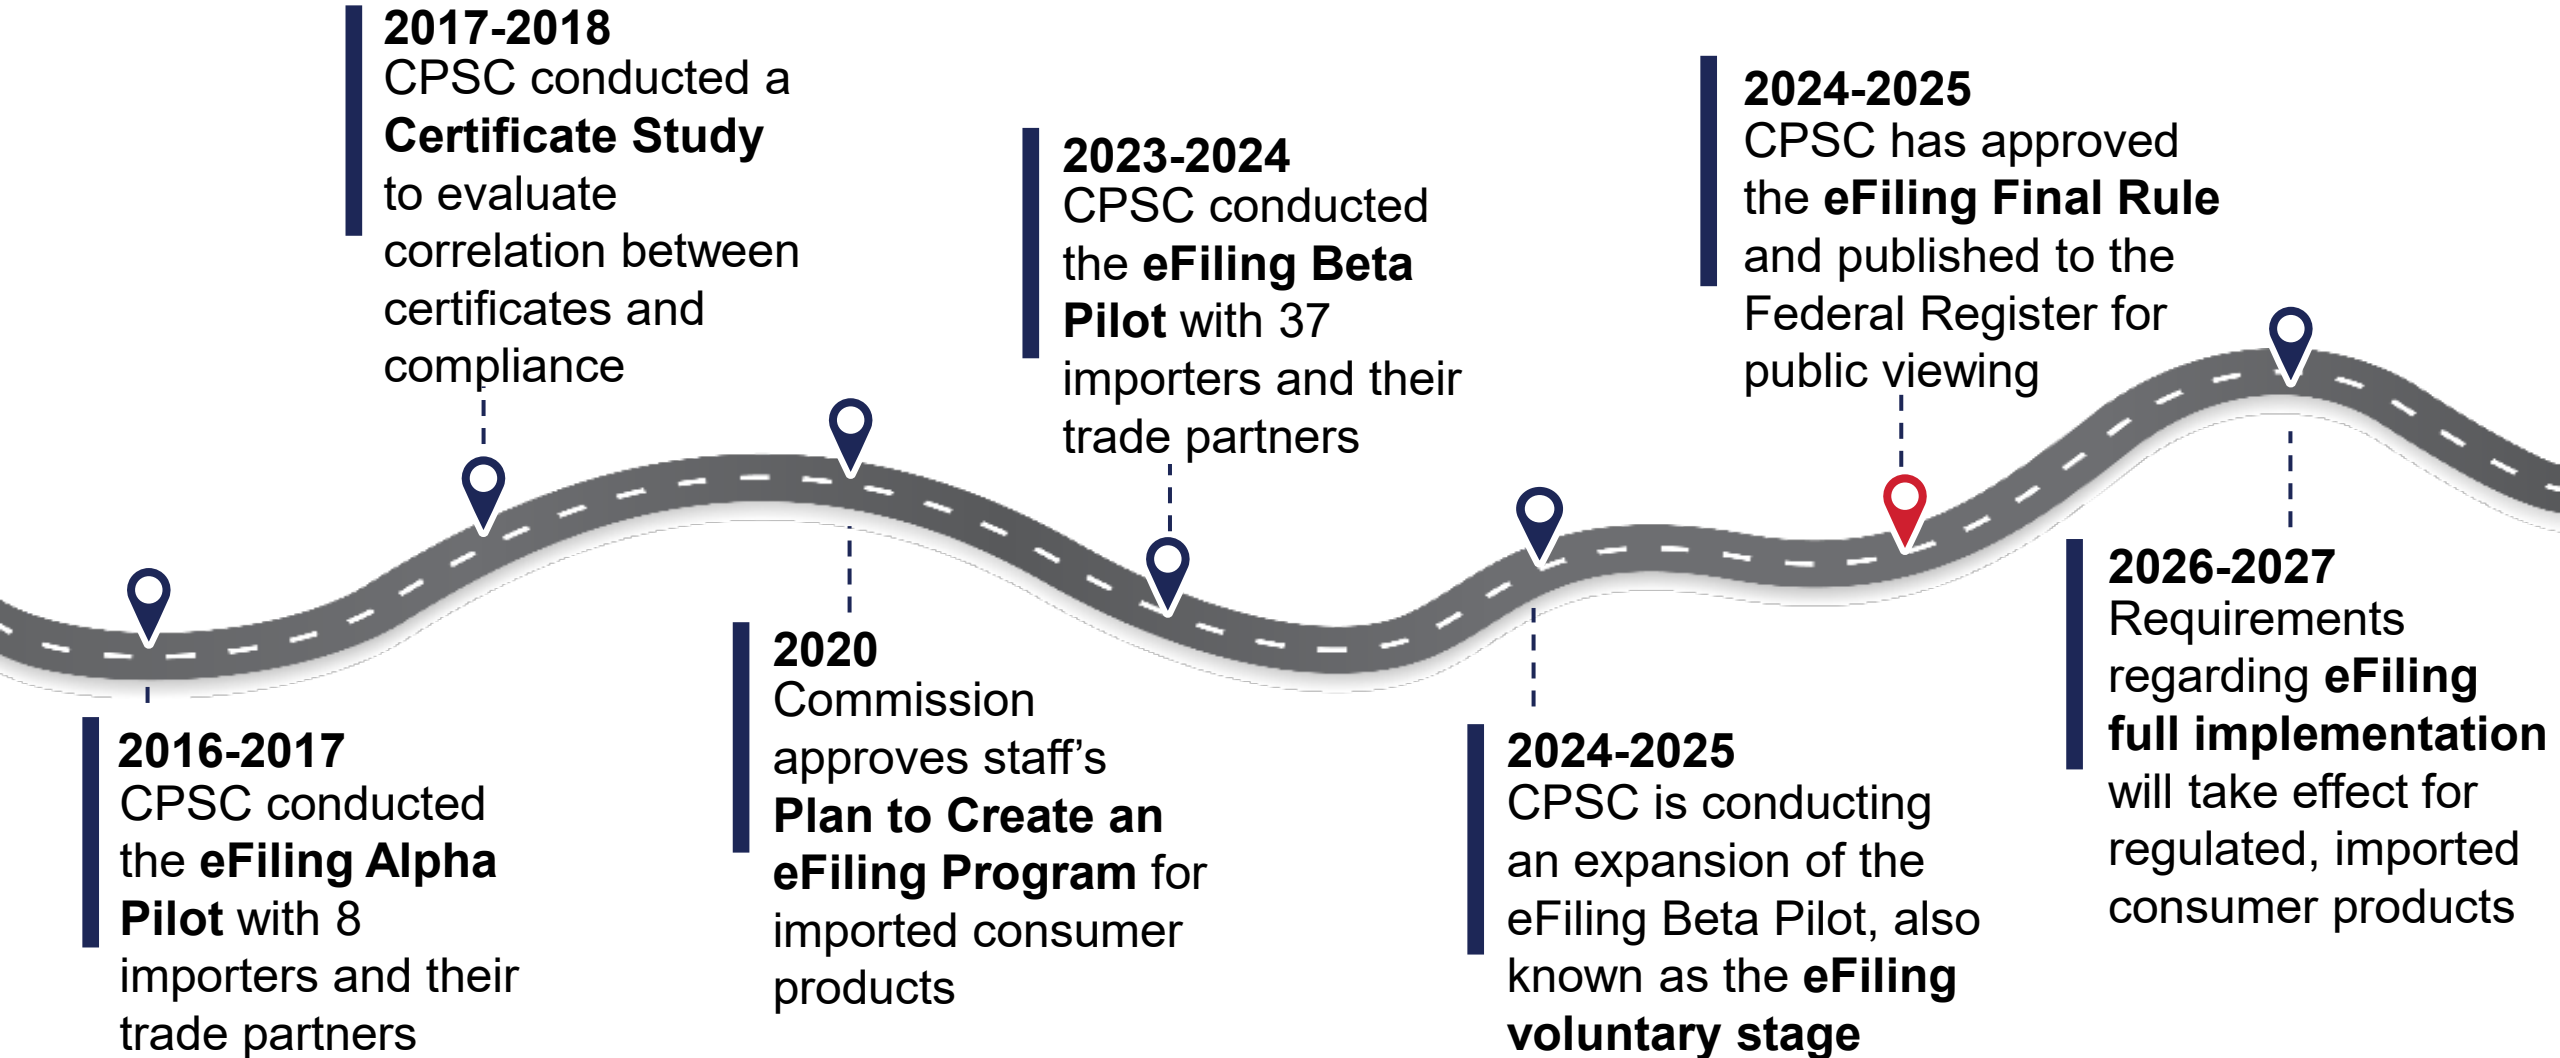 2017-2018
CPSC conducted a
Certificate Study
to evaluate
correlation between
certificates and
compliance
2023-2024
CPSC conducted
the eFiling Beta
Pilot with 37
importers and their
trade partners
2024-2025
CPSC has approved
the eFiling Final Rule
and published to the
Federal Register for
public viewing
2016-2017
CPSC conducted
the eFiling Alpha
Pilot with 8
importers and their
trade partners
2020
Commission
approves staff’s
Plan to Create an
eFiling Program for
imported consumer
products
2024-2025
CPSC is conducting
an expansion of the
eFiling Beta Pilot, also
known as the eFiling
voluntary stage
2026-2027
Requirements
regarding eFiling
full implementation
will take effect for
regulated, imported
consumer products